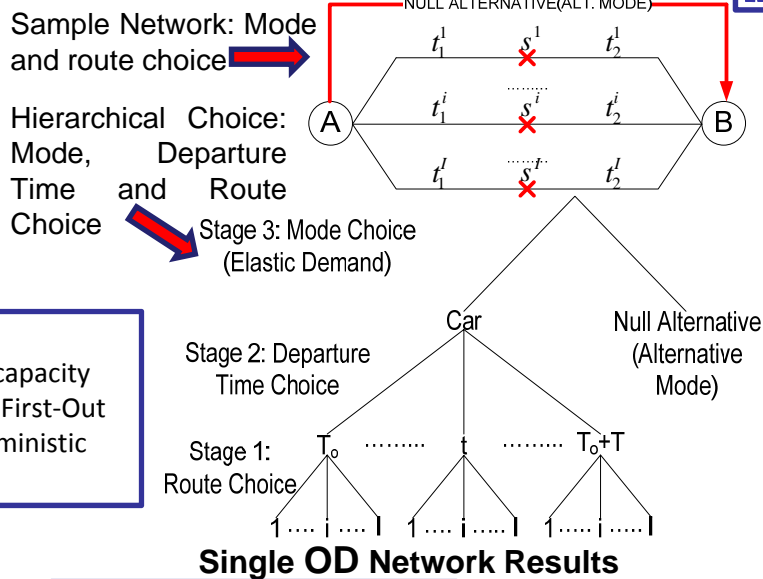 NULL ALTERNATIVE(ALT. MODE)
Sample Network: Mode
and route choice
t_1^1 s^1 t_2^1
.........
A t_1^i s^i t_2^i B
.........
t_1^I s^I t_2^I
Hierarchical Choice:
Mode, Departure
Time and Route
Choice
Stage 3: Mode Choice
(Elastic Demand)
Car
Null Alternative
(Alternative
Mode)
capacity
First-Out
ministic
Stage 2: Departure
Time Choice
Stage 1:
Route Choice
T_o ......... t ......... T_o+T
1 .... i .... I 1 .... i ..... I 1 ..... i .... I
Single OD Network Results